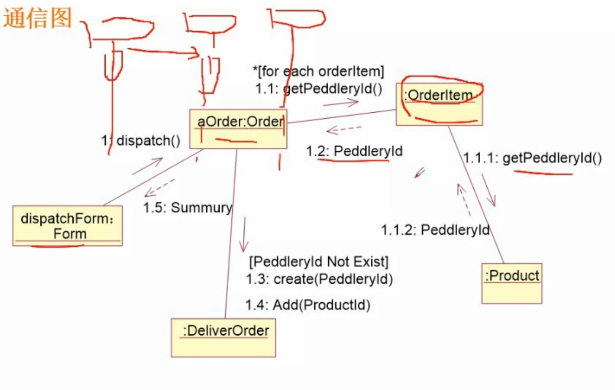 通信图
*[for each orderItem]
1.1: getPeddleryId()
:OrderItem
aOrder:Order
1: dispatch()
1.2: PeddleryId
1.1.1: getPeddleryId()
dispatchForm:
Form
1.5: Summury
1.1.2: PeddleryId
[PeddleryId Not Exist]
1.3: create(PeddleryId)
:Product
1.4: Add(ProductId)
:DeliverOrder